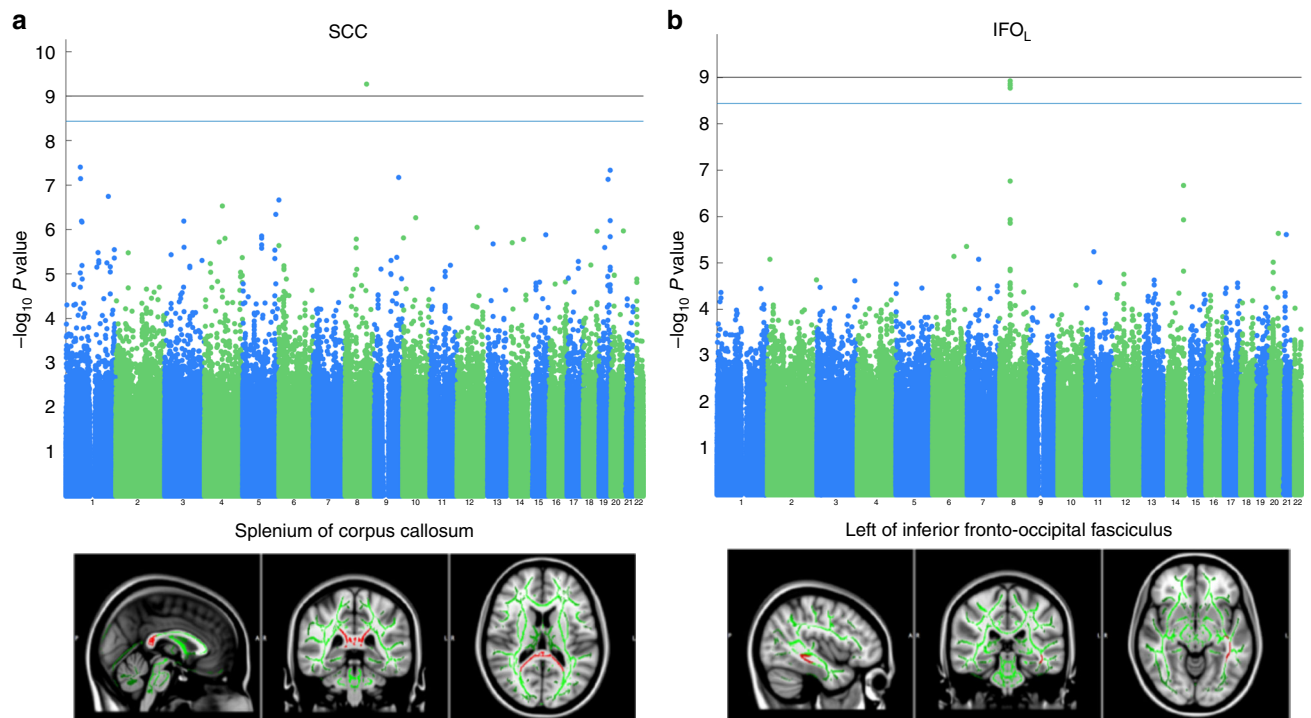 a
SCC
10
9
8
7
6
5
4
3
2
1
–log10 P value
1 2 3 4 5 6 7 8 9 10 11 12 13 14 15 16 17 18 19 20 21 22
Splenium of corpus callosum
P A R L R L
b
IFOL
9
8
7
6
5
4
3
2
1
–log10 P value
1 2 3 4 5 6 7 8 9 10 11 12 13 14 15 16 17 18 19 20 21 22
Left of inferior fronto-occipital fasciculus
P A R L R L